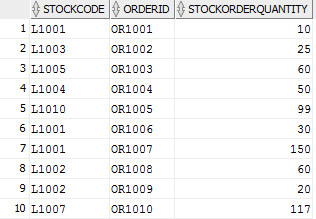 STOCKCODE ORDERID STOCKORDERQUANTITY
1 L1001 OR1001 10
2 L1003 OR1002 25
3 L1005 OR1003 60
4 L1004 OR1004 50
5 L1010 OR1005 99
6 L1001 OR1006 30
7 L1001 OR1007 150
8 L1002 OR1008 60
9 L1002 OR1009 20
10 L1007 OR1010 117